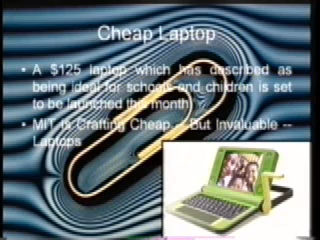 Cheap Laptop
• A $125 laptop which has described as
being ideal for schools and children is set
to be launched this month
• MIT Is Crafting Cheap -- But Invaluable --
Laptops